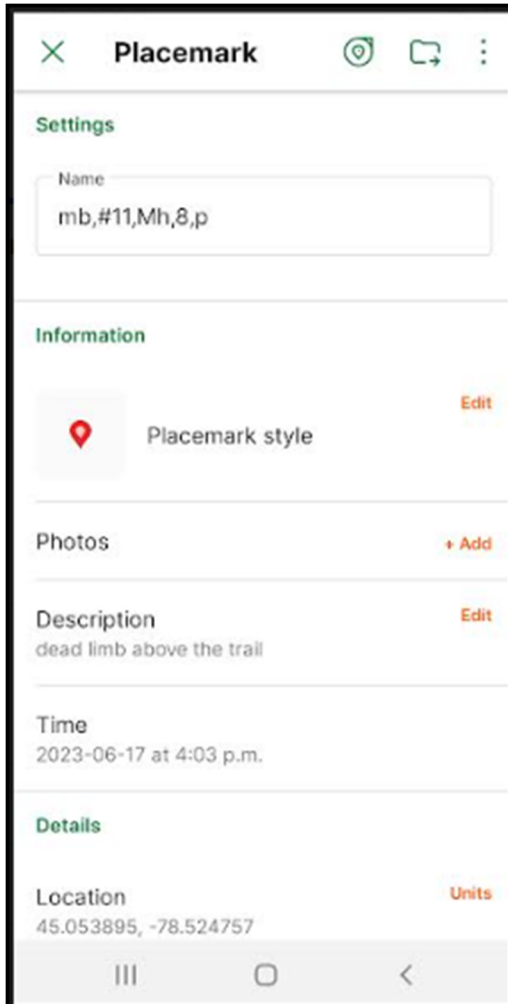 Placemark
Settings
Name
mb,#11,Mh,8,p
Information
Edit
Placemark style
Photos
+ Add
Description
Edit
dead limb above the trail
Time
2023-06-17 at 4:03 p.m.
Details
Location
Units
45.053895, -78.524757